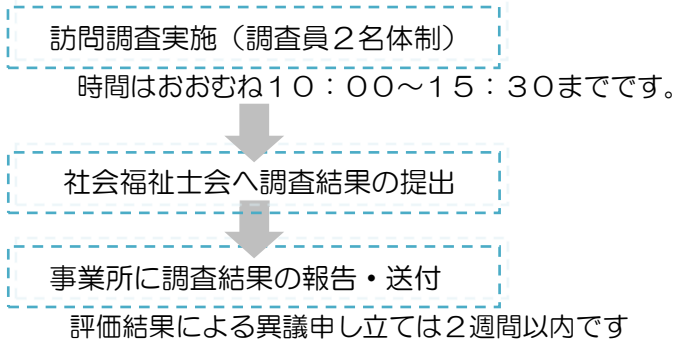 訪問調査実施（調査員２名体制）
時間はおおむね１０：００～１５：３０までです。
社会福祉士会へ調査結果の提出
事業所に調査結果の報告・送付
評価結果による異議申し立ては２週間以内です